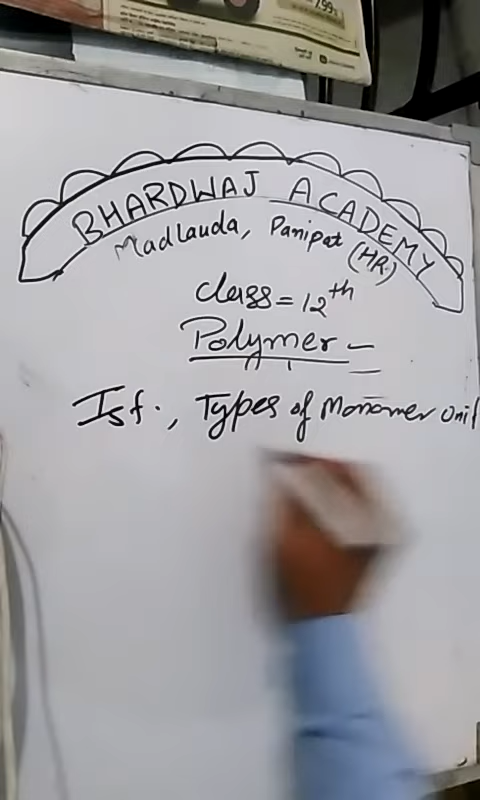 BHARDWAJ ACADEMY
Madlauda, Panipat (HR.)
class = 12th
Polymer -
Isf., Types of Monomer unit